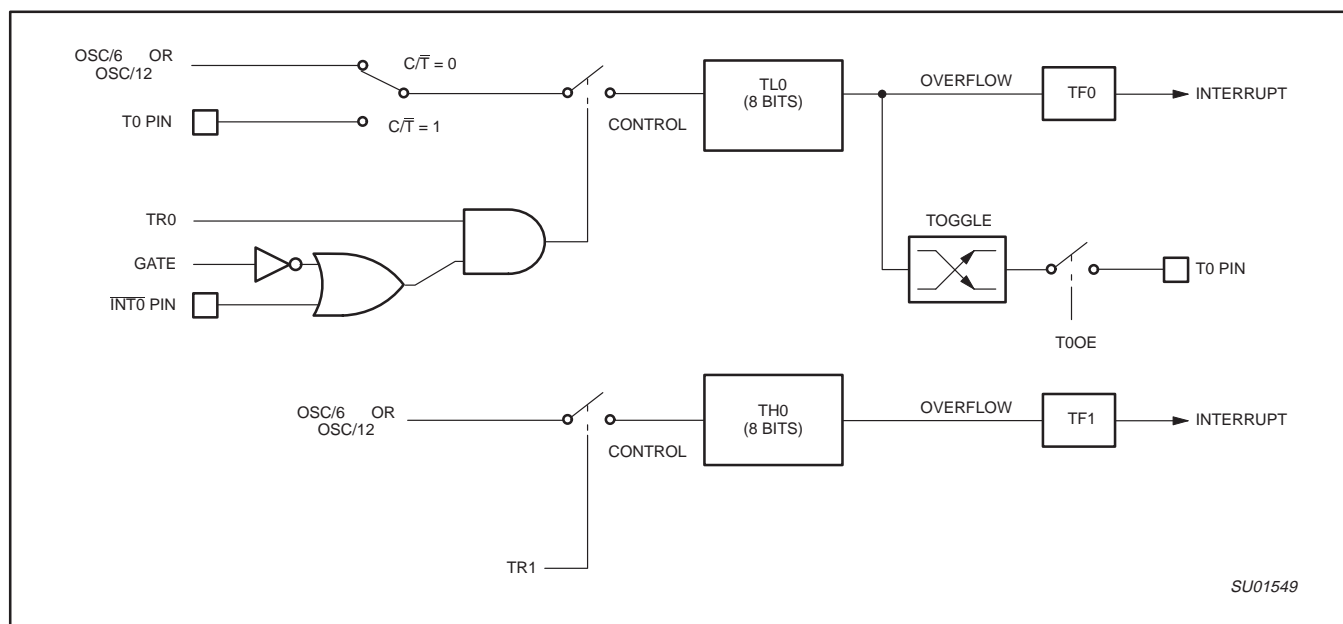 OSC/6 OR
OSC/12
C/T̅ = 0
T0 PIN
C/T̅ = 1
CONTROL
TL0
(8 BITS)
OVERFLOW
TF0
INTERRUPT
TR0
GATE
I̅N̅T̅0̅ PIN
TOGGLE
T0 PIN
T0OE
OSC/6 OR
OSC/12
CONTROL
TH0
(8 BITS)
OVERFLOW
TF1
INTERRUPT
TR1
SU01549